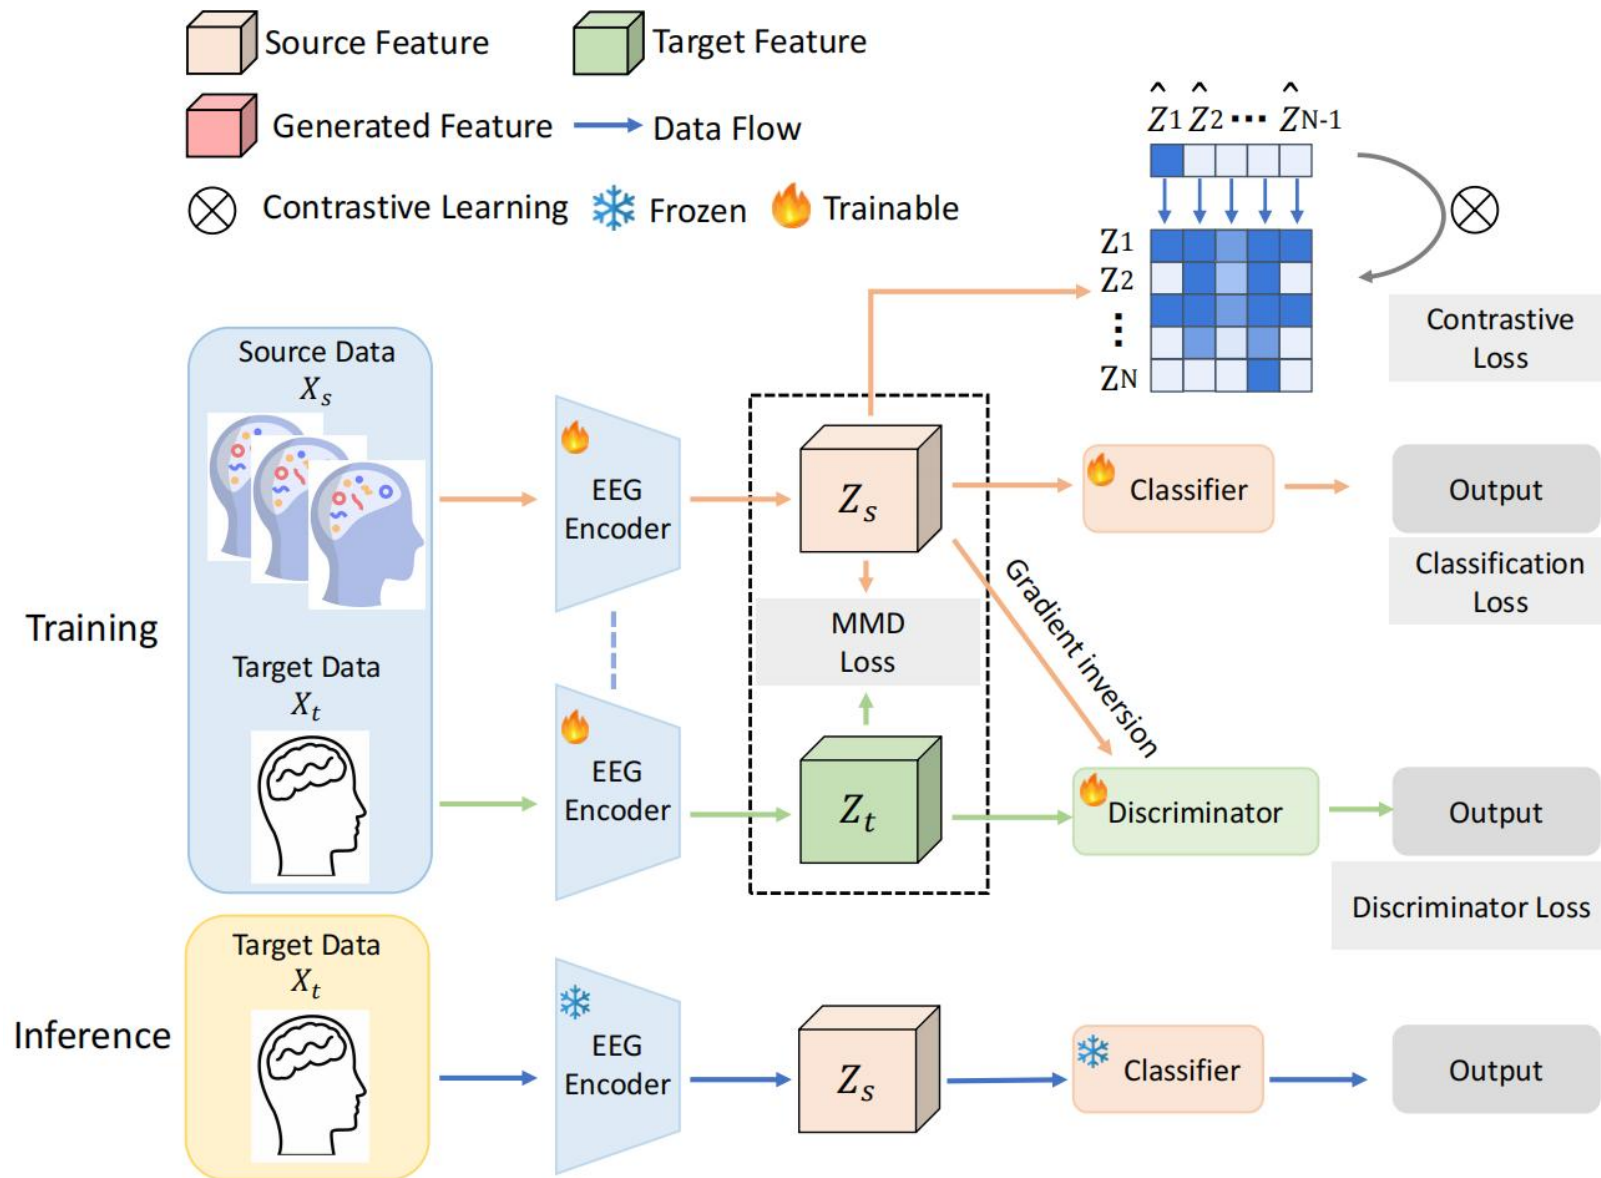 Source Feature
Target Feature
Generated Feature
Data Flow
Contrastive Learning
Frozen
Trainable
Ẑ1 Ẑ2 ··· ẐN-1
Z1
Z2
⋮
ZN
Contrastive
Loss
Training
Source Data
Xs
EEG
Encoder
Zs
Classifier
Output
Classification
Loss
MMD
Loss
Gradient inversion
Target Data
Xt
EEG
Encoder
Zt
Discriminator
Output
Discriminator Loss
Inference
Target Data
Xt
EEG
Encoder
Zs
Classifier
Output